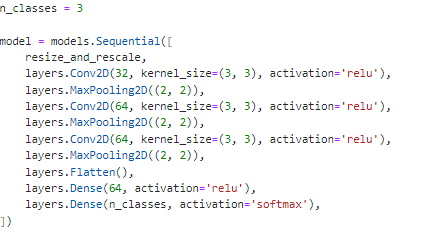 n_classes = 3
model = models.Sequential([
    resize_and_rescale,
    layers.Conv2D(32, kernel_size=(3, 3), activation='relu'),
    layers.MaxPooling2D((2, 2)),
    layers.Conv2D(64, kernel_size=(3, 3), activation='relu'),
    layers.MaxPooling2D((2, 2)),
    layers.Conv2D(64, kernel_size=(3, 3), activation='relu'),
    layers.MaxPooling2D((2, 2)),
    layers.Flatten(),
    layers.Dense(64, activation='relu'),
    layers.Dense(n_classes, activation='softmax'),
])